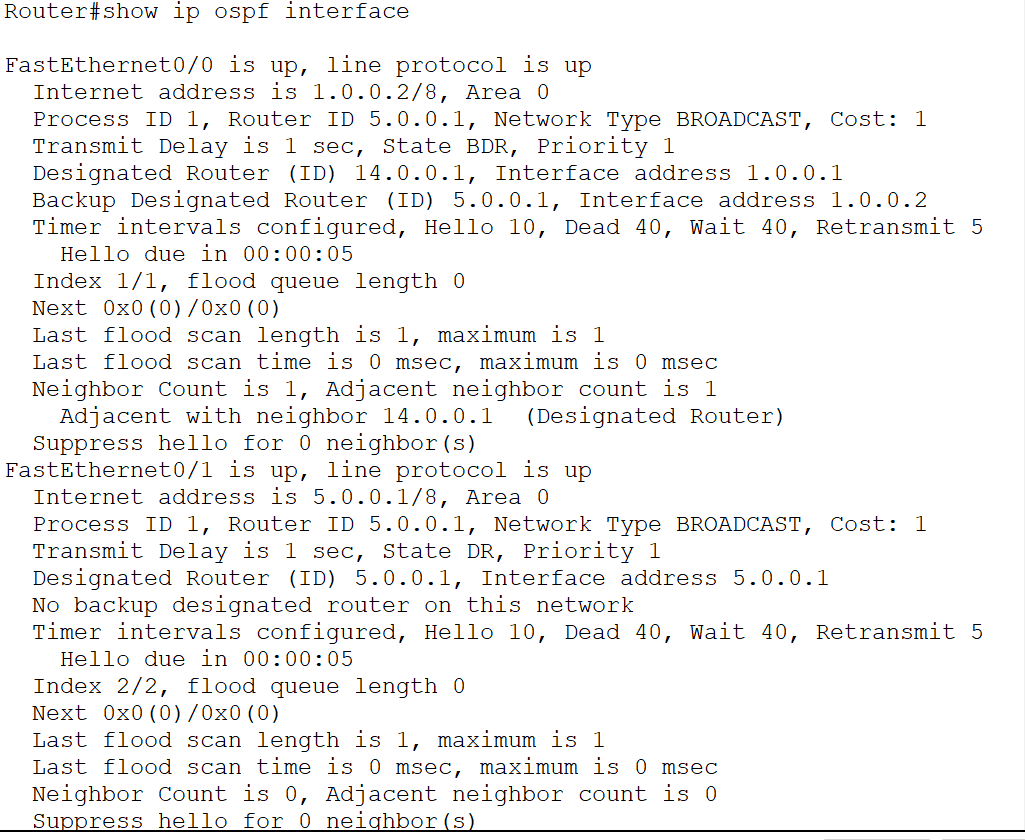 Router#show ip ospf interface

FastEthernet0/0 is up, line protocol is up
  Internet address is 1.0.0.2/8, Area 0
  Process ID 1, Router ID 5.0.0.1, Network Type BROADCAST, Cost: 1
  Transmit Delay is 1 sec, State BDR, Priority 1
  Designated Router (ID) 14.0.0.1, Interface address 1.0.0.1
  Backup Designated Router (ID) 5.0.0.1, Interface address 1.0.0.2
  Timer intervals configured, Hello 10, Dead 40, Wait 40, Retransmit 5
    Hello due in 00:00:05
  Index 1/1, flood queue length 0
  Next 0x0(0)/0x0(0)
  Last flood scan length is 1, maximum is 1
  Last flood scan time is 0 msec, maximum is 0 msec
  Neighbor Count is 1, Adjacent neighbor count is 1
    Adjacent with neighbor 14.0.0.1  (Designated Router)
  Suppress hello for 0 neighbor(s)
FastEthernet0/1 is up, line protocol is up
  Internet address is 5.0.0.1/8, Area 0
  Process ID 1, Router ID 5.0.0.1, Network Type BROADCAST, Cost: 1
  Transmit Delay is 1 sec, State DR, Priority 1
  Designated Router (ID) 5.0.0.1, Interface address 5.0.0.1
  No backup designated router on this network
  Timer intervals configured, Hello 10, Dead 40, Wait 40, Retransmit 5
    Hello due in 00:00:05
  Index 2/2, flood queue length 0
  Next 0x0(0)/0x0(0)
  Last flood scan length is 1, maximum is 1
  Last flood scan time is 0 msec, maximum is 0 msec
  Neighbor Count is 0, Adjacent neighbor count is 0
  Suppress hello for 0 neighbor(s)